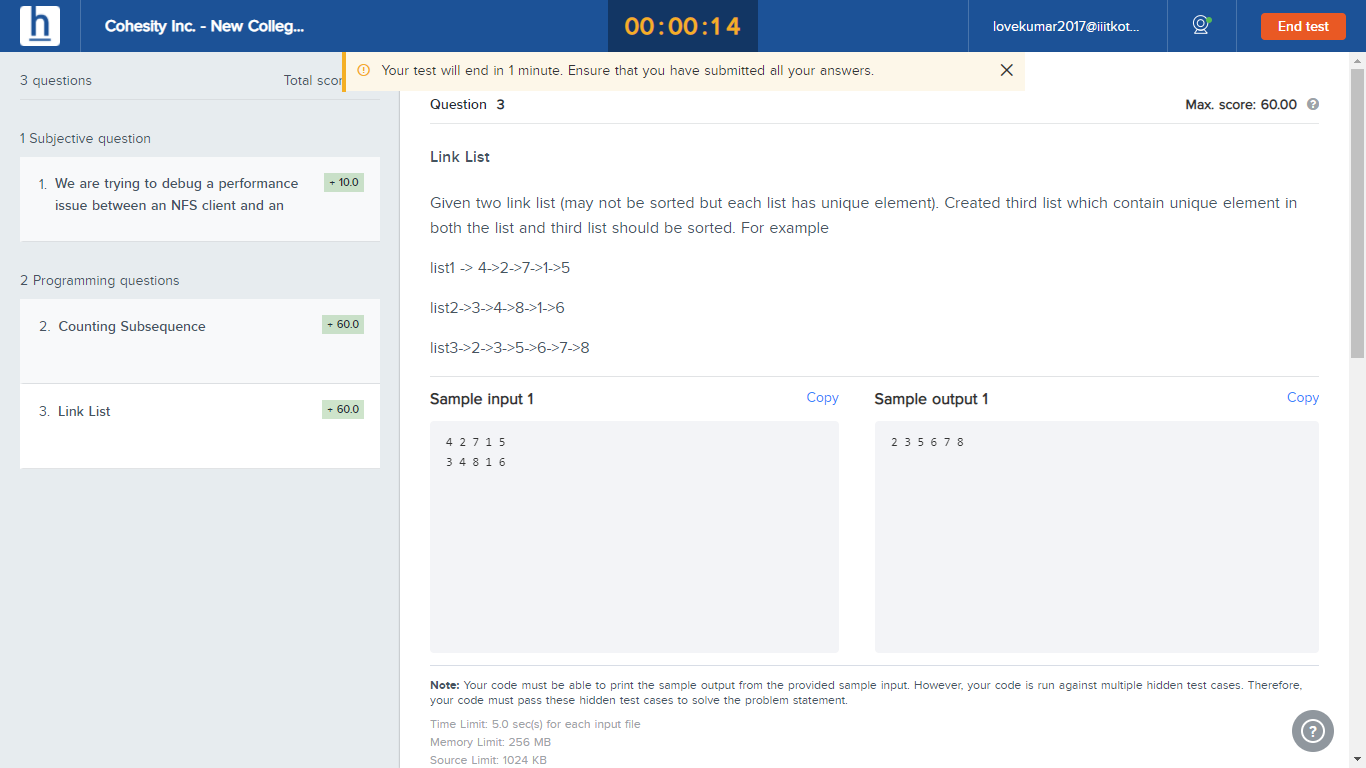 h
Cohesity Inc. - New Colleg...
00:00:14
lovekumar2017@iiitkot...
End test
Your test will end in 1 minute. Ensure that you have submitted all your answers.
3 questions
Total scor
1 Subjective question
1. We are trying to debug a performance
issue between an NFS client and an
+ 10.0
2 Programming questions
2. Counting Subsequence
+ 60.0
3. Link List
+ 60.0
Question 3
Max. score: 60.00 ?
Link List
Given two link list (may not be sorted but each list has unique element). Created third list which contain unique element in
both the list and third list should be sorted. For example
list1 -> 4->2->7->1->5
list2->3->4->8->1->6
list3->2->3->5->6->7->8
Sample input 1
Copy
4 2 7 1 5
3 4 8 1 6
Sample output 1
Copy
2 3 5 6 7 8
Note: Your code must be able to print the sample output from the provided sample input. However, your code is run against multiple hidden test cases. Therefore,
your code must pass these hidden test cases to solve the problem statement.
Time Limit: 5.0 sec(s) for each input file
Memory Limit: 256 MB
Source Limit: 1024 KB
?